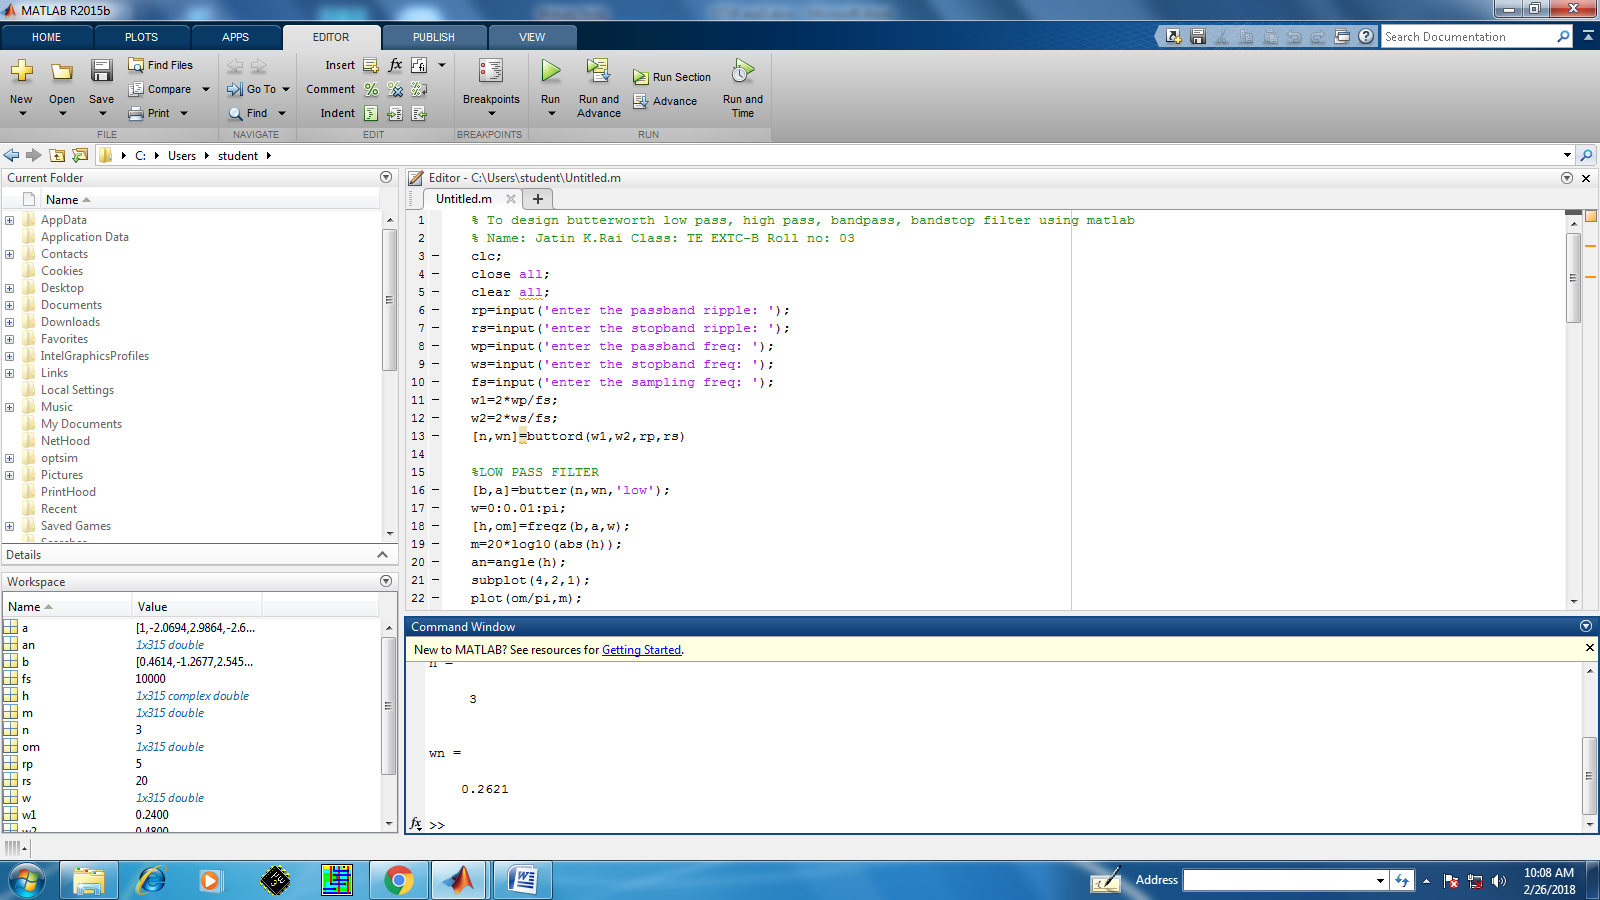 MATLAB R2015b
HOME PLOTS APPS EDITOR PUBLISH VIEW
Search Documentation
New Open Save
Find Files
Compare
Print
FILE
Go To
Find
NAVIGATE
Insert
Comment
Indent
EDIT
Breakpoints
BREAKPOINTS
Run
Run and Advance
Run Section
Advance
Run and Time
RUN
C: Users student
Current Folder
Name
AppData
Application Data
Contacts
Cookies
Desktop
Documents
Downloads
Favorites
IntelGraphicsProfiles
Links
Local Settings
Music
My Documents
NetHood
optsim
Pictures
PrintHood
Recent
Saved Games
Searches
Details
Workspace
Name Value
a [1,-2.0694,2.9864,-2.6...
an 1x315 double
b [0.4614,-1.2677,2.545...
fs 10000
h 1x315 complex double
m 1x315 double
n 3
om 1x315 double
rp 5
rs 20
w 1x315 double
w1 0.2400
w2 0.4800
Editor - C:\Users\student\Untitled.m
Untitled.m
1 % To design butterworth low pass, high pass, bandpass, bandstop filter using matlab
2 % Name: Jatin K.Rai Class: TE EXTC-B Roll no: 03
3 clc;
4 close all;
5 clear all;
6 rp=input('enter the passband ripple: ');
7 rs=input('enter the stopband ripple: ');
8 wp=input('enter the passband freq: ');
9 ws=input('enter the stopband freq: ');
10 fs=input('enter the sampling freq: ');
11 w1=2*wp/fs;
12 w2=2*ws/fs;
13 [n,wn]=buttord(w1,w2,rp,rs)
14
15 %LOW PASS FILTER
16 [b,a]=butter(n,wn,'low');
17 w=0:0.01:pi;
18 [h,om]=freqz(b,a,w);
19 m=20*log10(abs(h));
20 an=angle(h);
21 subplot(4,2,1);
22 plot(om/pi,m);
Command Window
New to MATLAB? See resources for Getting Started.
n =
3
wn =
0.2621
fx >>
Address
10:08 AM
2/26/2018